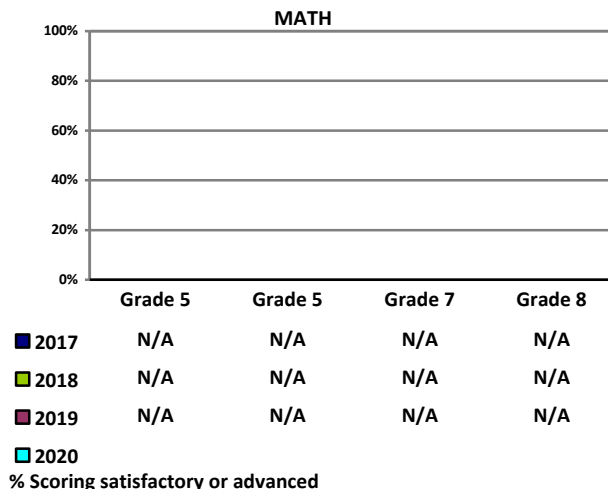 MATH
100%
80%
60%
40%
20%
0%
Grade 5 Grade 5 Grade 7 Grade 8
2017 N/A N/A N/A N/A
2018 N/A N/A N/A N/A
2019 N/A N/A N/A N/A
2020
% Scoring satisfactory or advanced